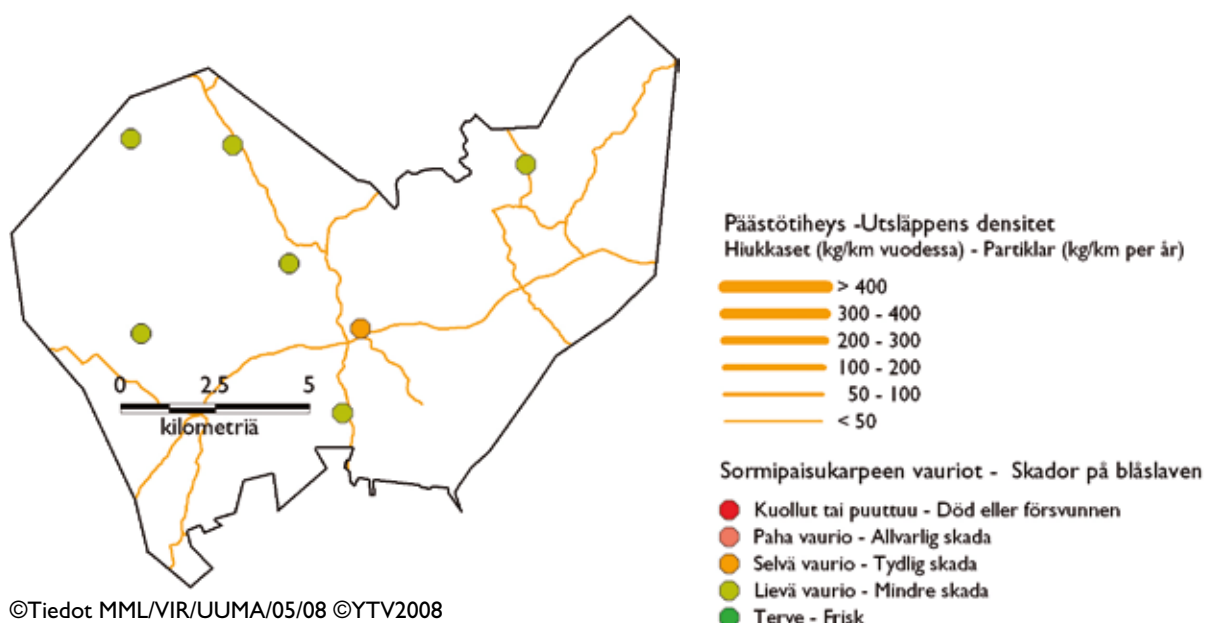 0 2.5 5
kilometriä
©Tiedot MML/VIR/UUMA/05/08 ©YTV2008
Päästötiheys -Utsläppens densitet
Hiukkaset (kg/km vuodessa) - Partiklar (kg/km per år)
> 400
300 - 400
200 - 300
100 - 200
50 - 100
< 50
Sormipaisukarpeen vauriot - Skador på blåslaven
Kuollut tai puuttuu - Död eller försvunnen
Paha vaurio - Allvarlig skada
Selvä vaurio - Tydlig skada
Lievä vaurio - Mindre skada
Terve - Frisk